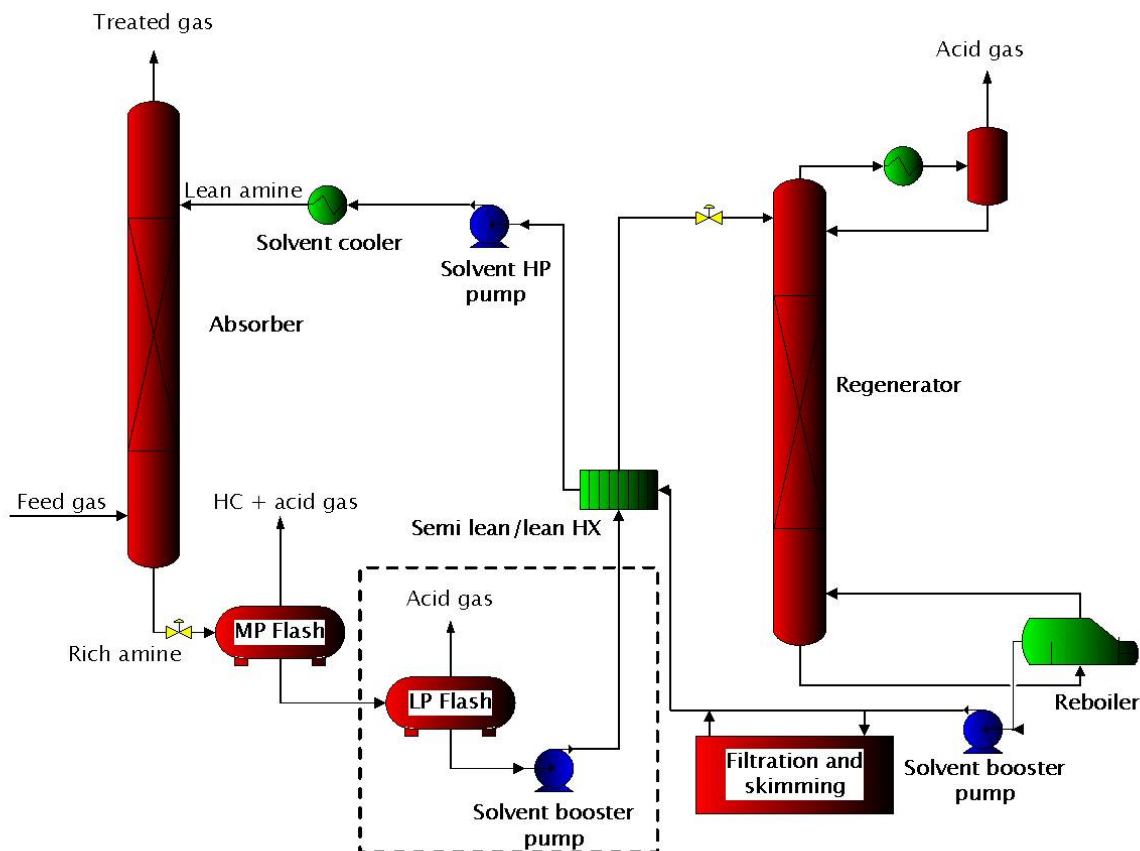 Treated gas
Acid gas
Lean amine
Solvent cooler
Solvent HP
pump
Absorber
Regenerator
Feed gas
HC + acid gas
Semi lean/lean HX
Acid gas
MP Flash
Rich amine
LP Flash
Reboiler
Filtration and
skimming
Solvent booster
pump
Solvent booster
pump